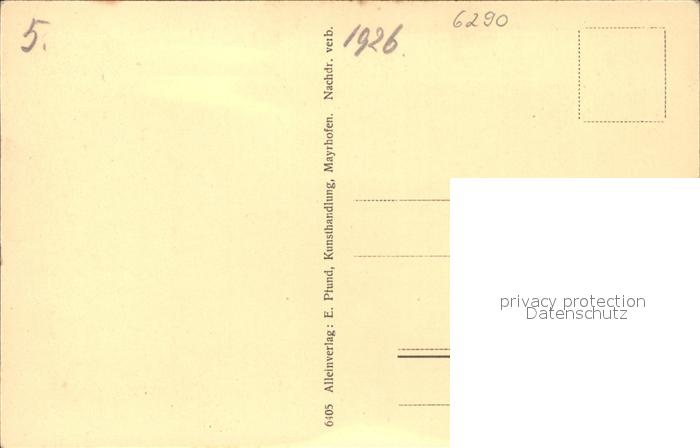 5.
1926
6290
6405 Alleinverlag: E. Pfund, Kunsthandlung, Mayrhofen. Nachdr. verb.
privacy protection
Datenschutz